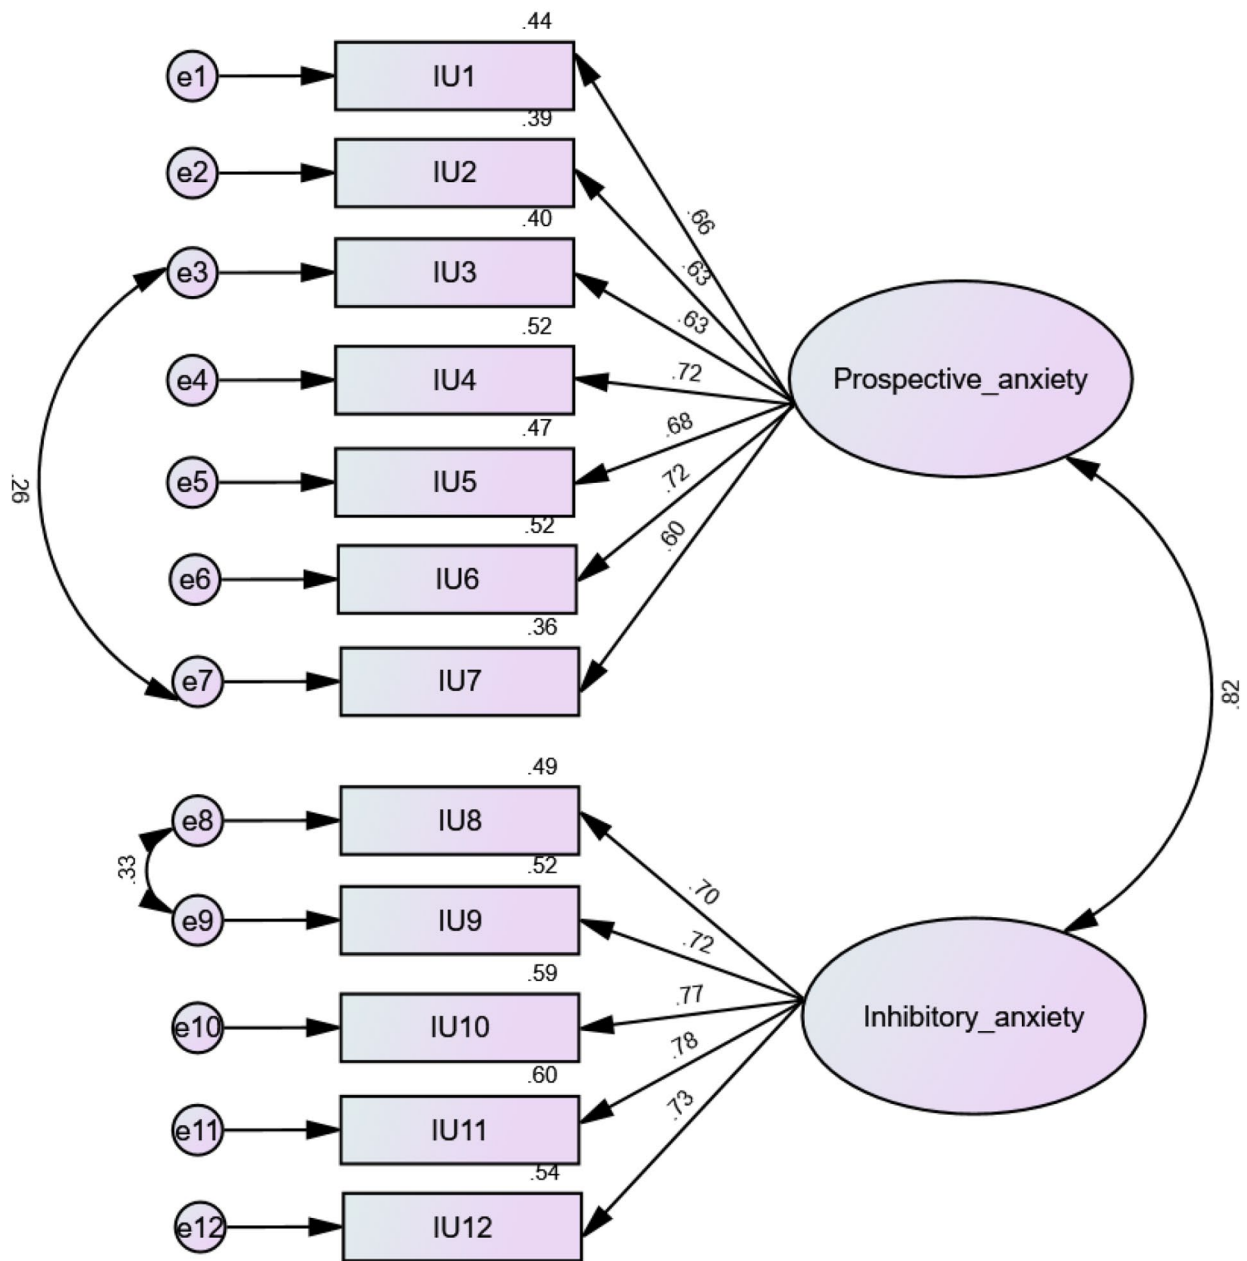 .44
e1
IU1
.39
e2
IU2
.40
e3
IU3
.52
e4
IU4
.47
e5
IU5
.52
e6
IU6
.36
e7
IU7
.26
.66
.63
.63
.72
.68
.72
.60
Prospective_anxiety
.82
.49
e8
IU8
.33
.52
e9
IU9
.59
e10
IU10
.60
e11
IU11
.54
e12
IU12
.70
.72
.77
.78
.73
Inhibitory_anxiety